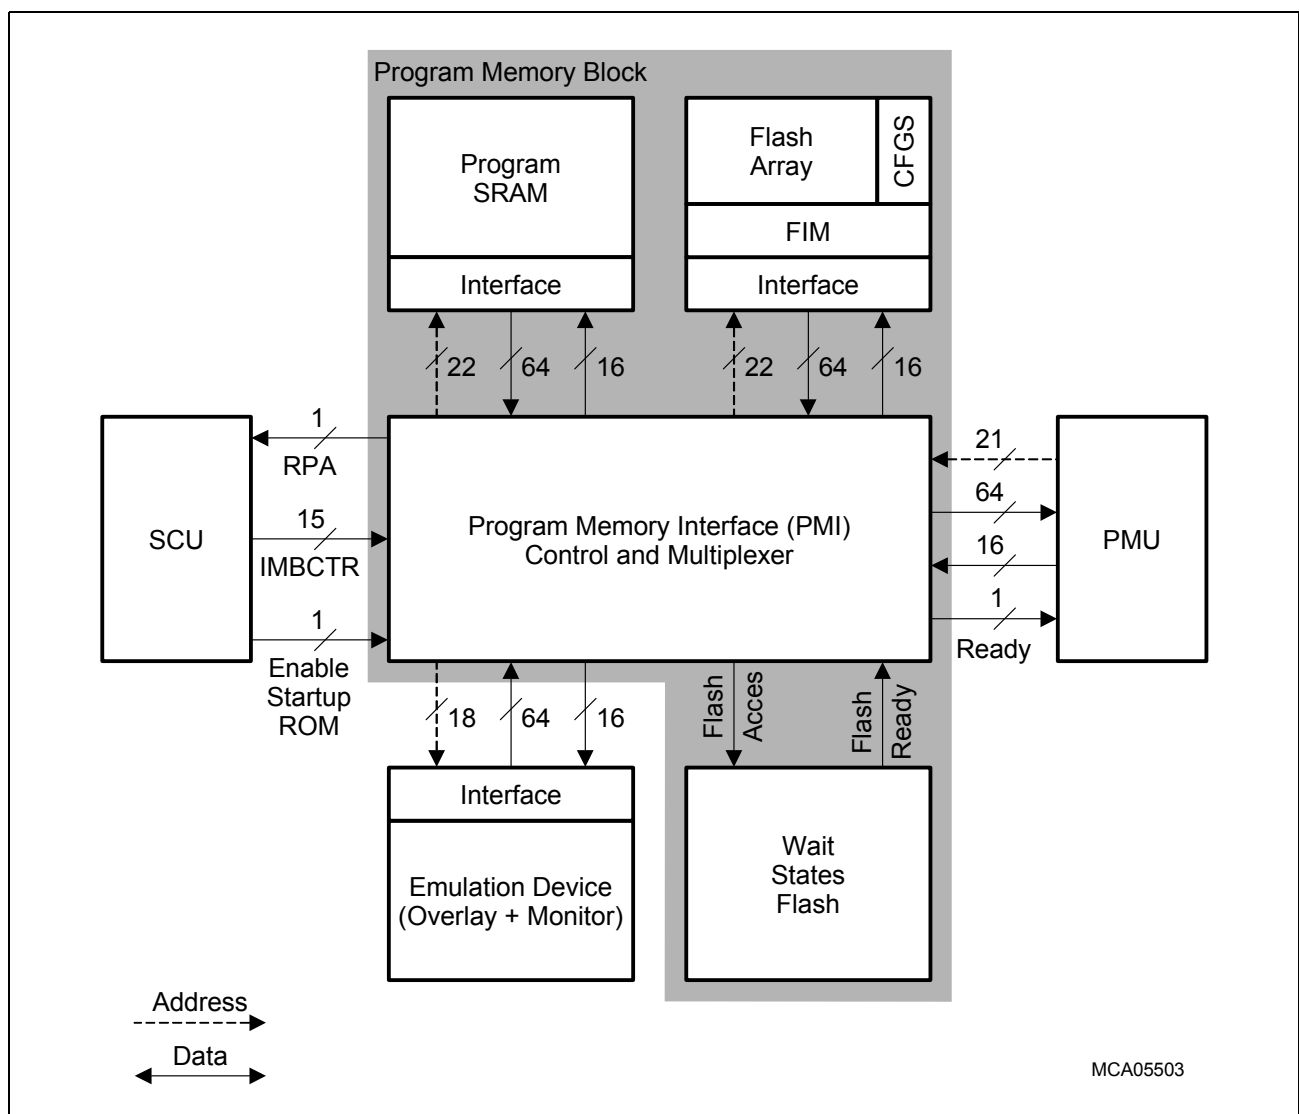 Program Memory Block
Program
SRAM
Interface
Flash
Array
CFGS
FIM
Interface
22
64
16
22
64
16
SCU
1
RPA
15
IMBCTR
1
Enable
Startup
ROM
Program Memory Interface (PMI)
Control and Multiplexer
21
64
16
1
Ready
PMU
18
64
16
Flash
Acces
Flash
Ready
Interface
Emulation Device
(Overlay + Monitor)
Wait
States
Flash
Address
Data
MCA05503